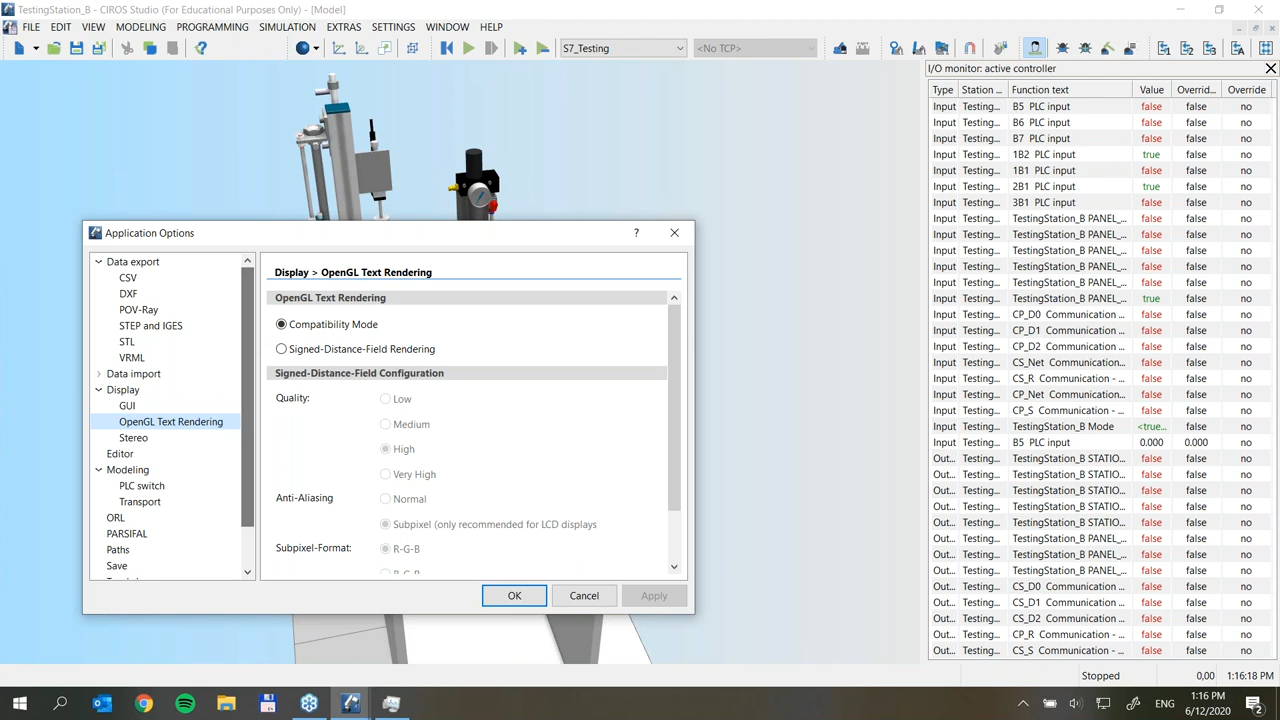 TestingStation_B - CIROS Studio (For Educational Purposes Only) - [Model]
FILE EDIT VIEW MODELING PROGRAMMING SIMULATION EXTRAS SETTINGS WINDOW HELP
S7_Testing <No TCP>
I/O monitor: active controller
Type Station ... Function text Value Overrid... Override
Input Testing... B5 PLC input false false no
Input Testing... B6 PLC input false false no
Input Testing... B7 PLC input false false no
Input Testing... 1B2 PLC input true false no
Input Testing... 1B1 PLC input false false no
Input Testing... 2B1 PLC input true false no
Input Testing... 3B1 PLC input false false no
Input Testing... TestingStation_B PANEL_... false false no
Input Testing... TestingStation_B PANEL_... false false no
Input Testing... TestingStation_B PANEL_... false false no
Input Testing... TestingStation_B PANEL_... false false no
Input Testing... TestingStation_B PANEL_... false false no
Input Testing... TestingStation_B PANEL_... true false no
Input Testing... CP_D0 Communication ... false false no
Input Testing... CP_D1 Communication ... false false no
Input Testing... CP_D2 Communication ... false false no
Input Testing... CS_Net Communication... false false no
Input Testing... CS_R Communication - ... false false no
Input Testing... CP_Net Communication... false false no
Input Testing... CP_S Communication - ... false false no
Input Testing... TestingStation_B Mode <true... false no
Input Testing... B5 PLC input 0.000 0.000 no
Out... Testing... TestingStation_B STATIO... false false no
Out... Testing... TestingStation_B STATIO... false false no
Out... Testing... TestingStation_B STATIO... false false no
Out... Testing... TestingStation_B STATIO... false false no
Out... Testing... TestingStation_B STATIO... false false no
Out... Testing... TestingStation_B PANEL_... false false no
Out... Testing... TestingStation_B PANEL_... false false no
Out... Testing... TestingStation_B PANEL_... false false no
Out... Testing... CS_D0 Communication ... false false no
Out... Testing... CS_D1 Communication ... false false no
Out... Testing... CS_D2 Communication ... false false no
Out... Testing... CP_R Communication - ... false false no
Out... Testing... CS_S Communication - ... false false no
Application Options
Data export
CSV
DXF
POV-Ray
STEP and IGES
STL
VRML
Data import
Display
GUI
OpenGL Text Rendering
Stereo
Editor
Modeling
PLC switch
Transport
ORL
PARSIFAL
Paths
Save
Display > OpenGL Text Rendering
OpenGL Text Rendering
Compatibility Mode
Signed-Distance-Field Rendering
Signed-Distance-Field Configuration
Quality: Low
Medium
High
Very High
Anti-Aliasing Normal
Subpixel (only recommended for LCD displays
Subpixel-Format: R-G-B
OK Cancel Apply
Stopped 0,00 1:16:18 PM
ENG
1:16 PM
6/12/2020
2